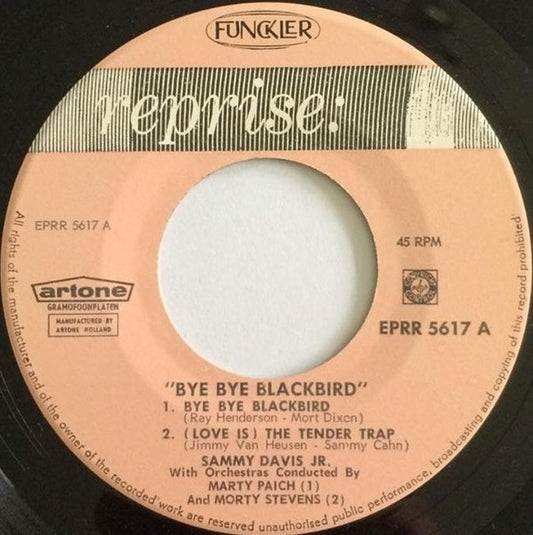 FUNCKLER
reprise:
EPRR 5617 A
45 RPM
artone
GRAMOFOONPLATEN
MANUFACTURED BY
ARTONE HOLLAND
EPRR 5617 A
"BYE BYE BLACKBIRD"
1. BYE BYE BLACKBIRD
(Ray Henderson - Mort Dixon)
2. (LOVE IS) THE TENDER TRAP
(Jimmy Van Heusen - Sammy Cahn)
SAMMY DAVIS JR.
With Orchestras Conducted By
MARTY PAICH (1)
And MORTY STEVENS (2)
All rights of the manufacturer and of the owner of the recorded work are reserved unauthorised public performance, broadcasting and copying of this record prohibited